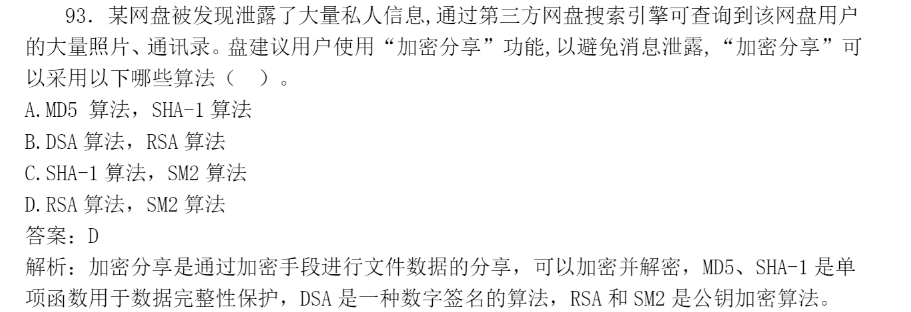 93. 某网盘被发现泄露了大量私人信息,通过第三方网盘搜索引擎可查询到该网盘用户
的大量照片、通讯录。盘建议用户使用“加密分享”功能,以避免消息泄露,“加密分享”可
以采用以下哪些算法（ ）。
A.MD5 算法，SHA-1 算法
B.DSA 算法，RSA 算法
C.SHA-1 算法，SM2 算法
D.RSA 算法，SM2 算法
答案：D
解析：加密分享是通过加密手段进行文件数据的分享，可以加密并解密，MD5、SHA-1 是单
项函数用于数据完整性保护，DSA 是一种数字签名的算法，RSA 和 SM2 是公钥加密算法。